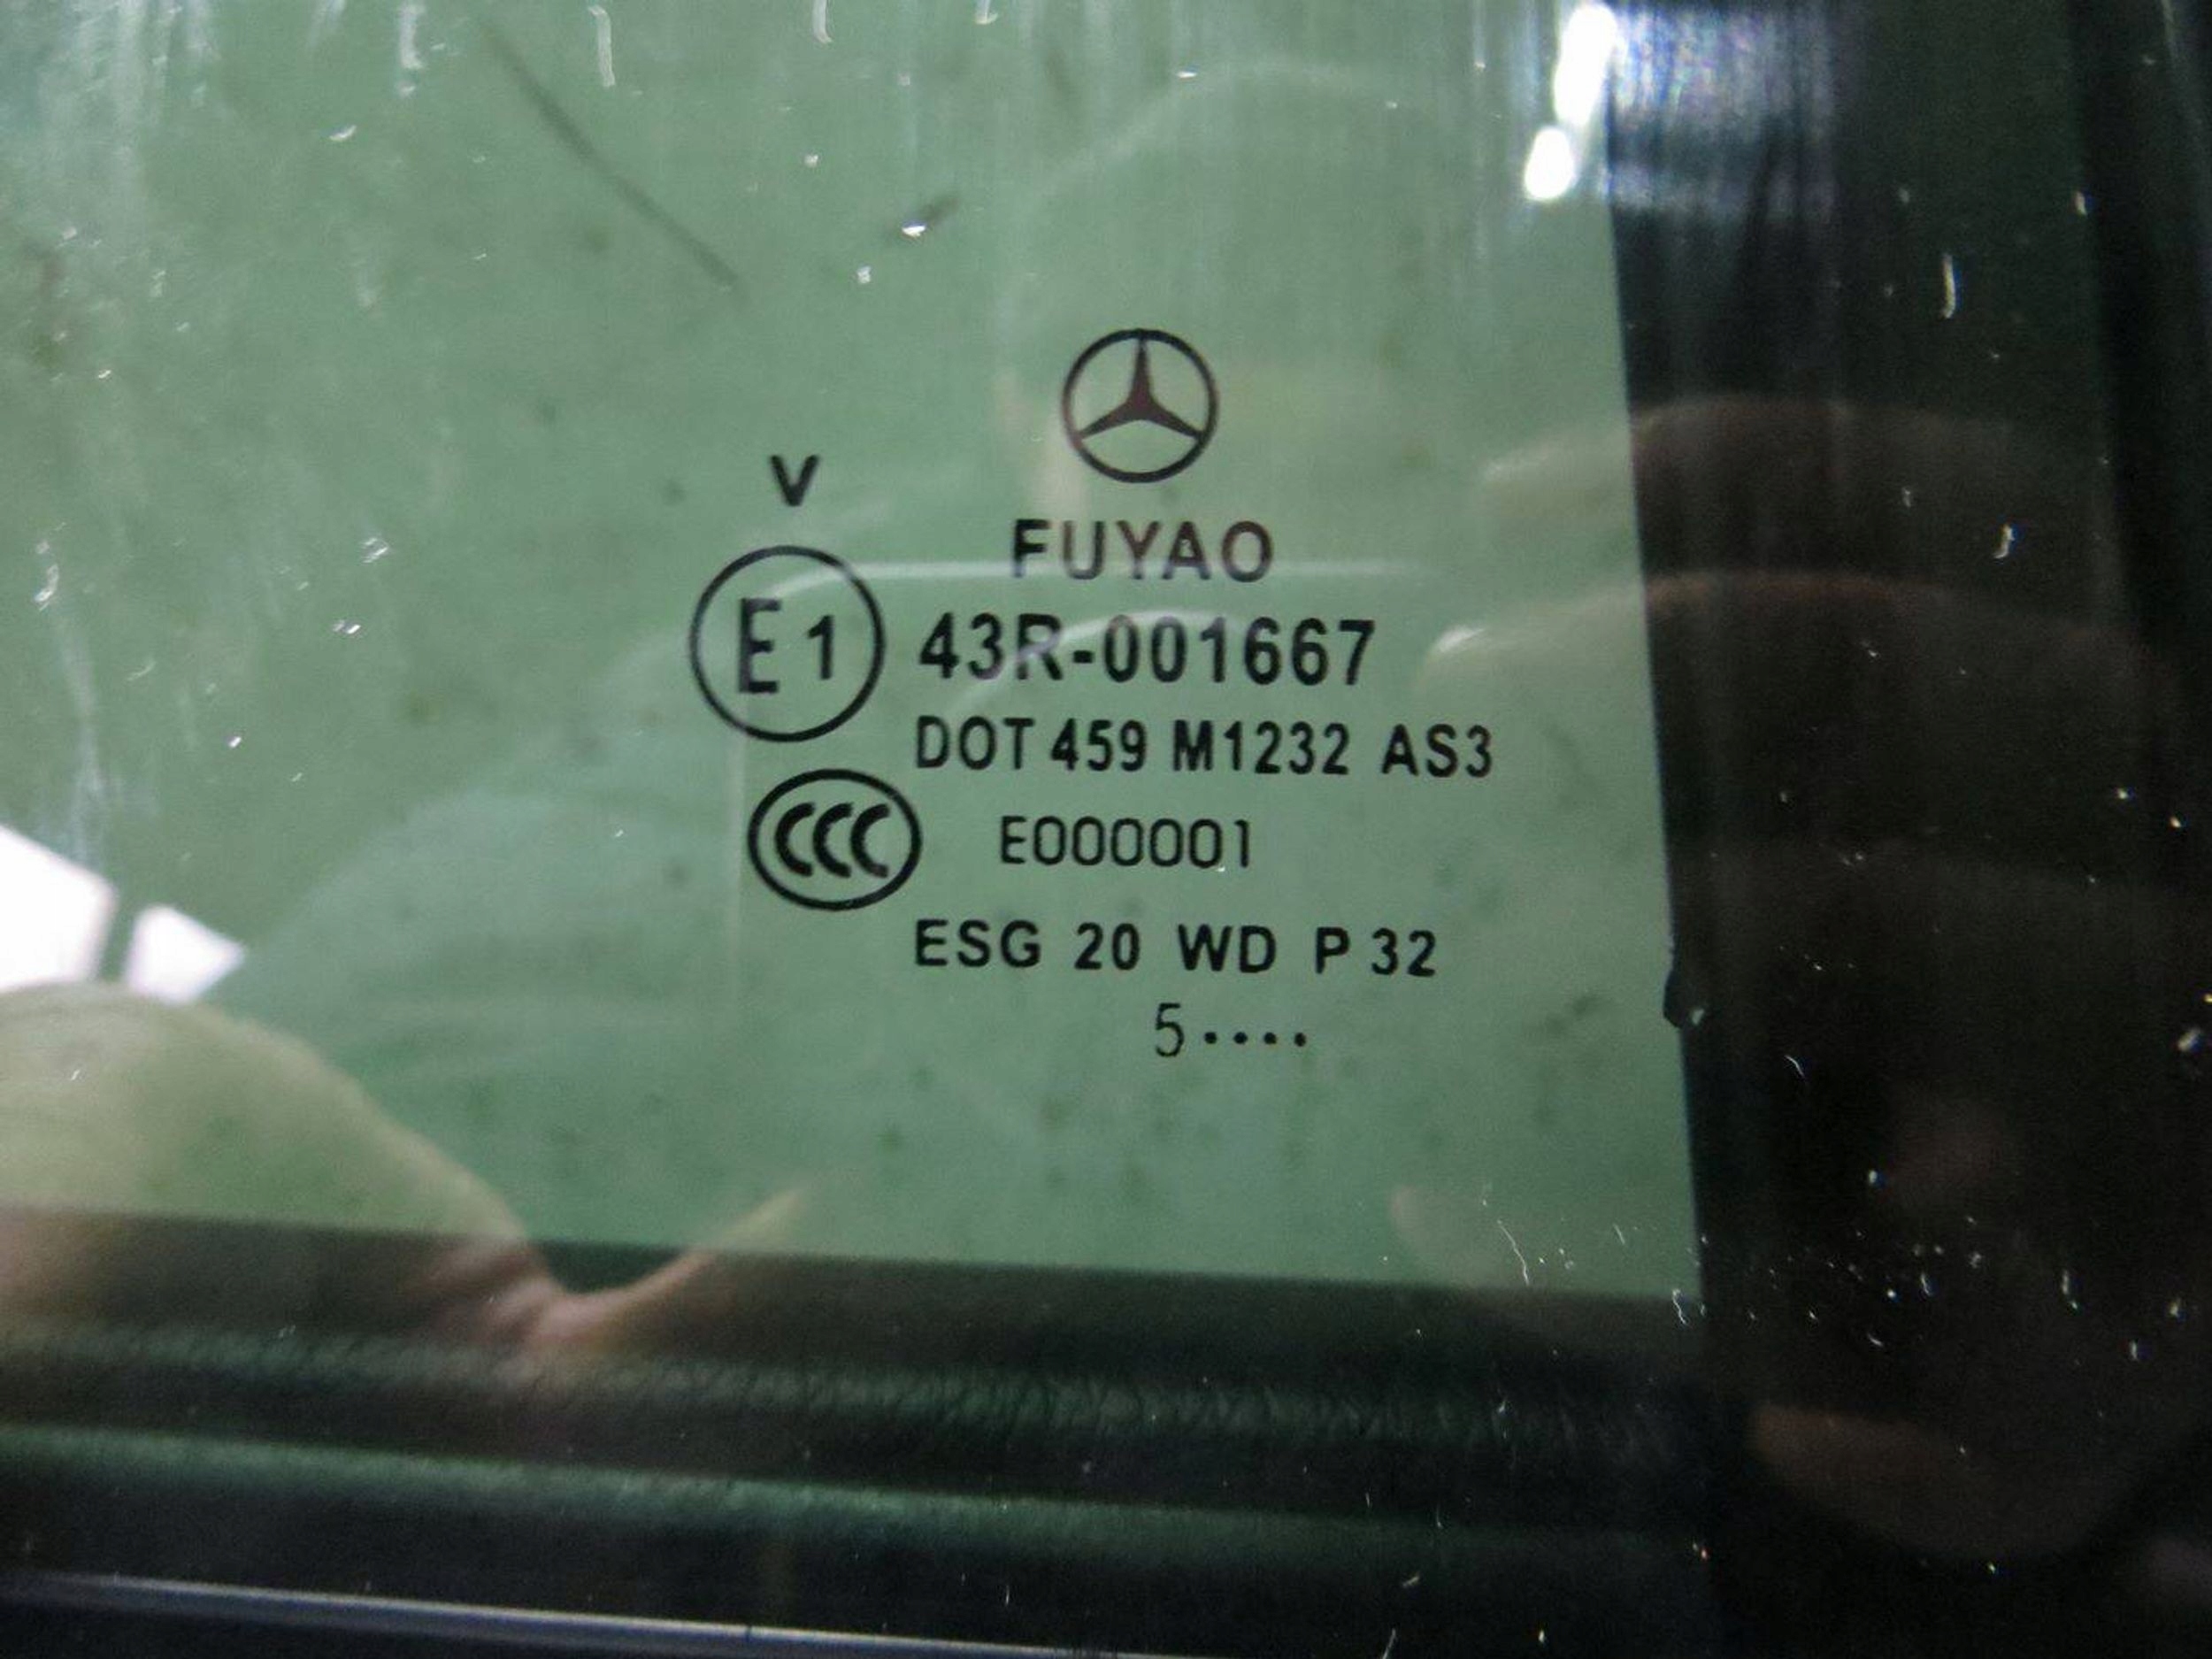 V
FUYAO
E1 43R-001667
DOT 459 M1232 AS3
CCC E000001
ESG 20 WD P 32
5····